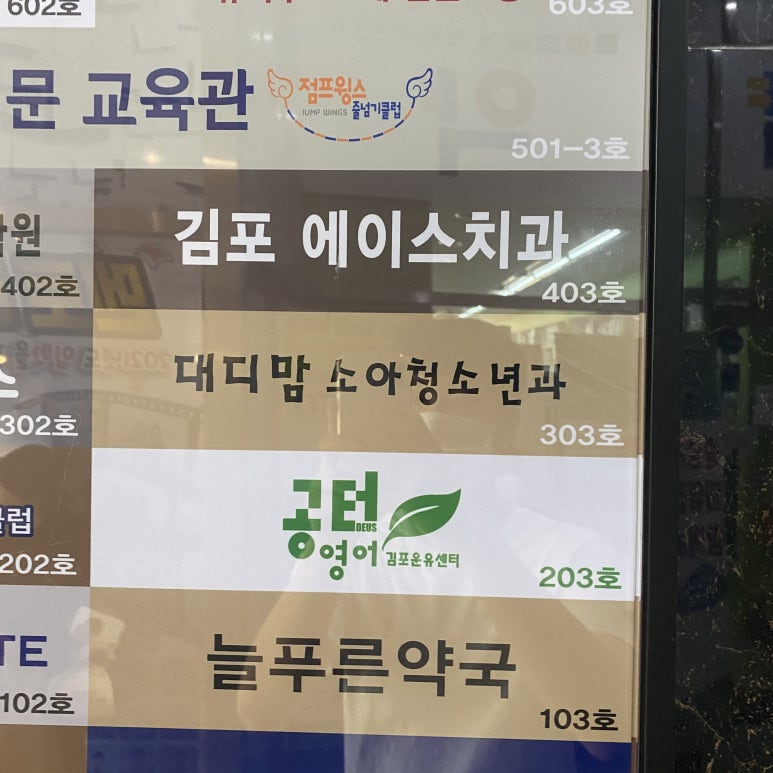 602호
603호
문 교육관
점프윙스
JUMP WINGS 줄넘기클럽
501-3호
학원
402호
김포 에이스치과
403호
스
302호
대디맘 소아청소년과
303호
클럽
202호
공터
DEUS
영어 김포운유센터
203호
TE
102호
늘푸른약국
103호